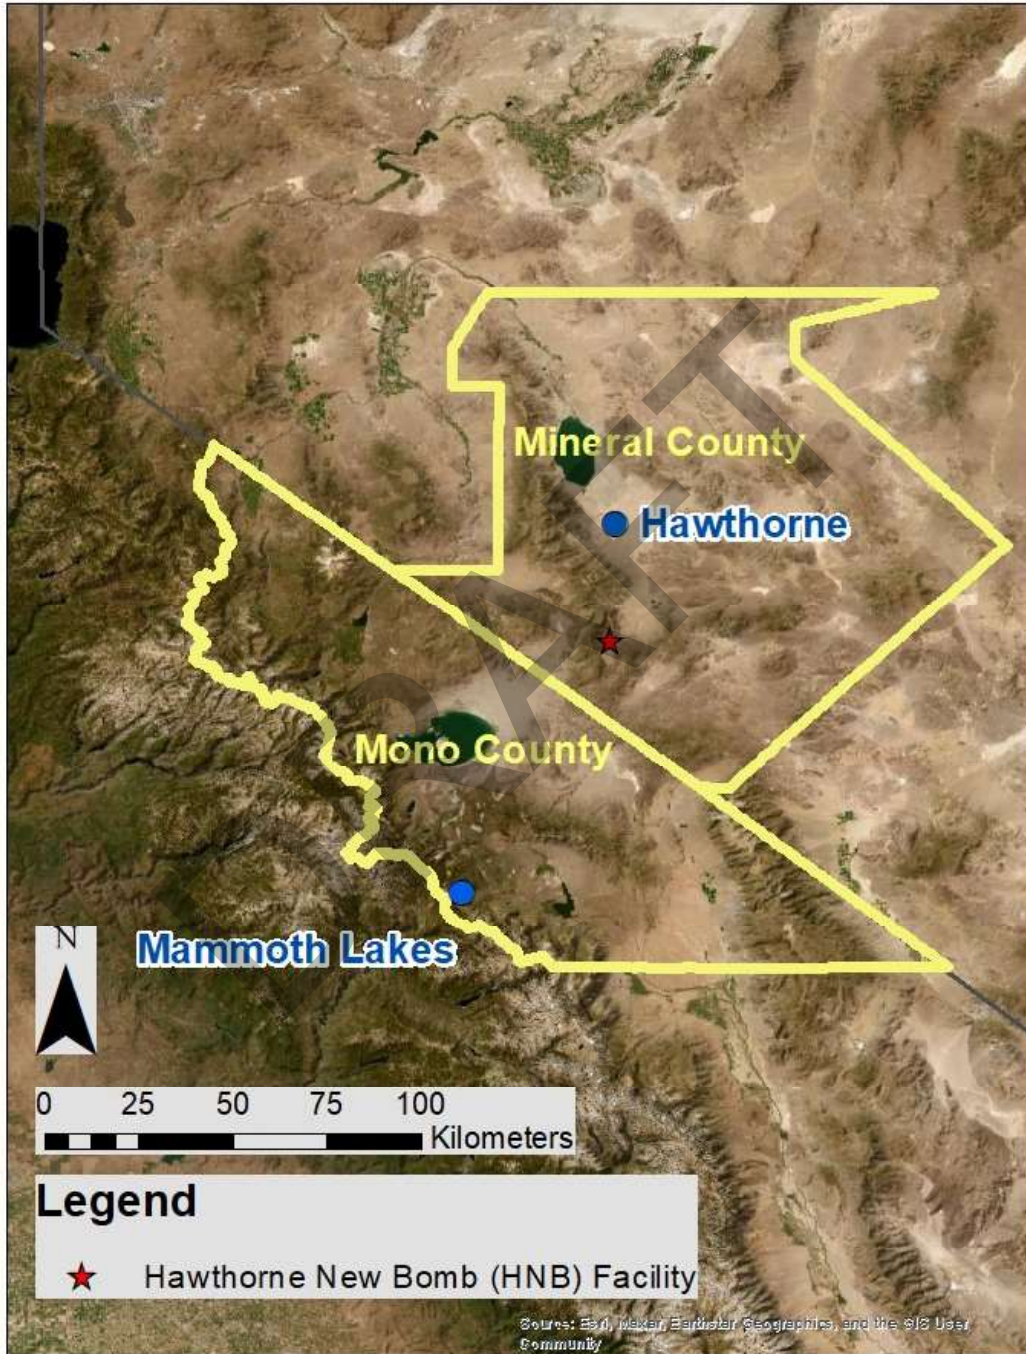 Mineral County
Hawthorne
Mono County
Mammoth Lakes
DRAFT
N
0 25 50 75 100
Kilometers
Legend
Hawthorne New Bomb (HNB) Facility
Source: Esri, Maxar, Earthstar Geographics, and the GIS User
Community